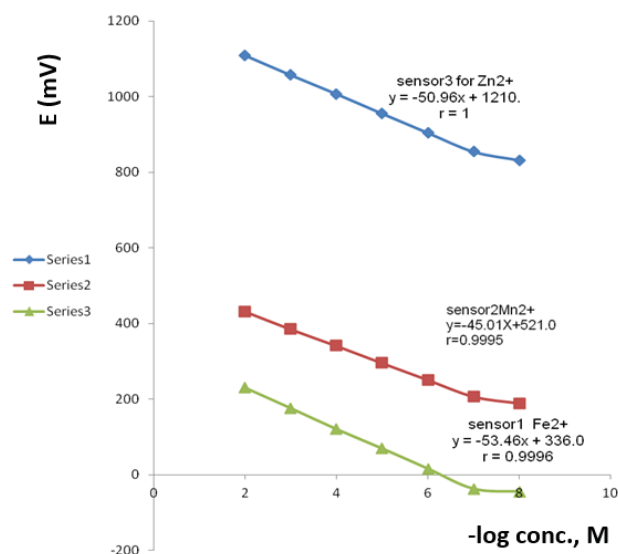 E (mV)
1200
1000
800
600
400
200
0
-200
0
2
4
6
8
10
-log conc., M
Series1
Series2
Series3
sensor3 for Zn2+
y = -50.96x + 1210.
r = 1
sensor2Mn2+
y=-45.01X+521.0
r=0.9995
sensor1 Fe2+
y = -53.46x + 336.0
r = 0.9996